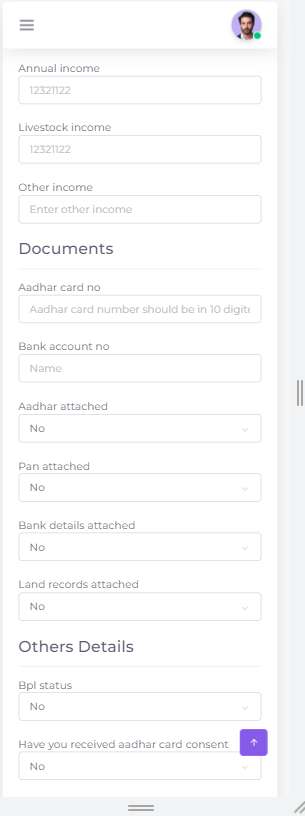 Annual income
12321122
Livestock income
12321122
Other income
Enter other income
Documents
Aadhar card no
Aadhar card number should be in 10 digits
Bank account no
Name
Aadhar attached
No
Pan attached
No
Bank details attached
No
Land records attached
No
Others Details
Bpl status
No
Have you received aadhar card consent
No